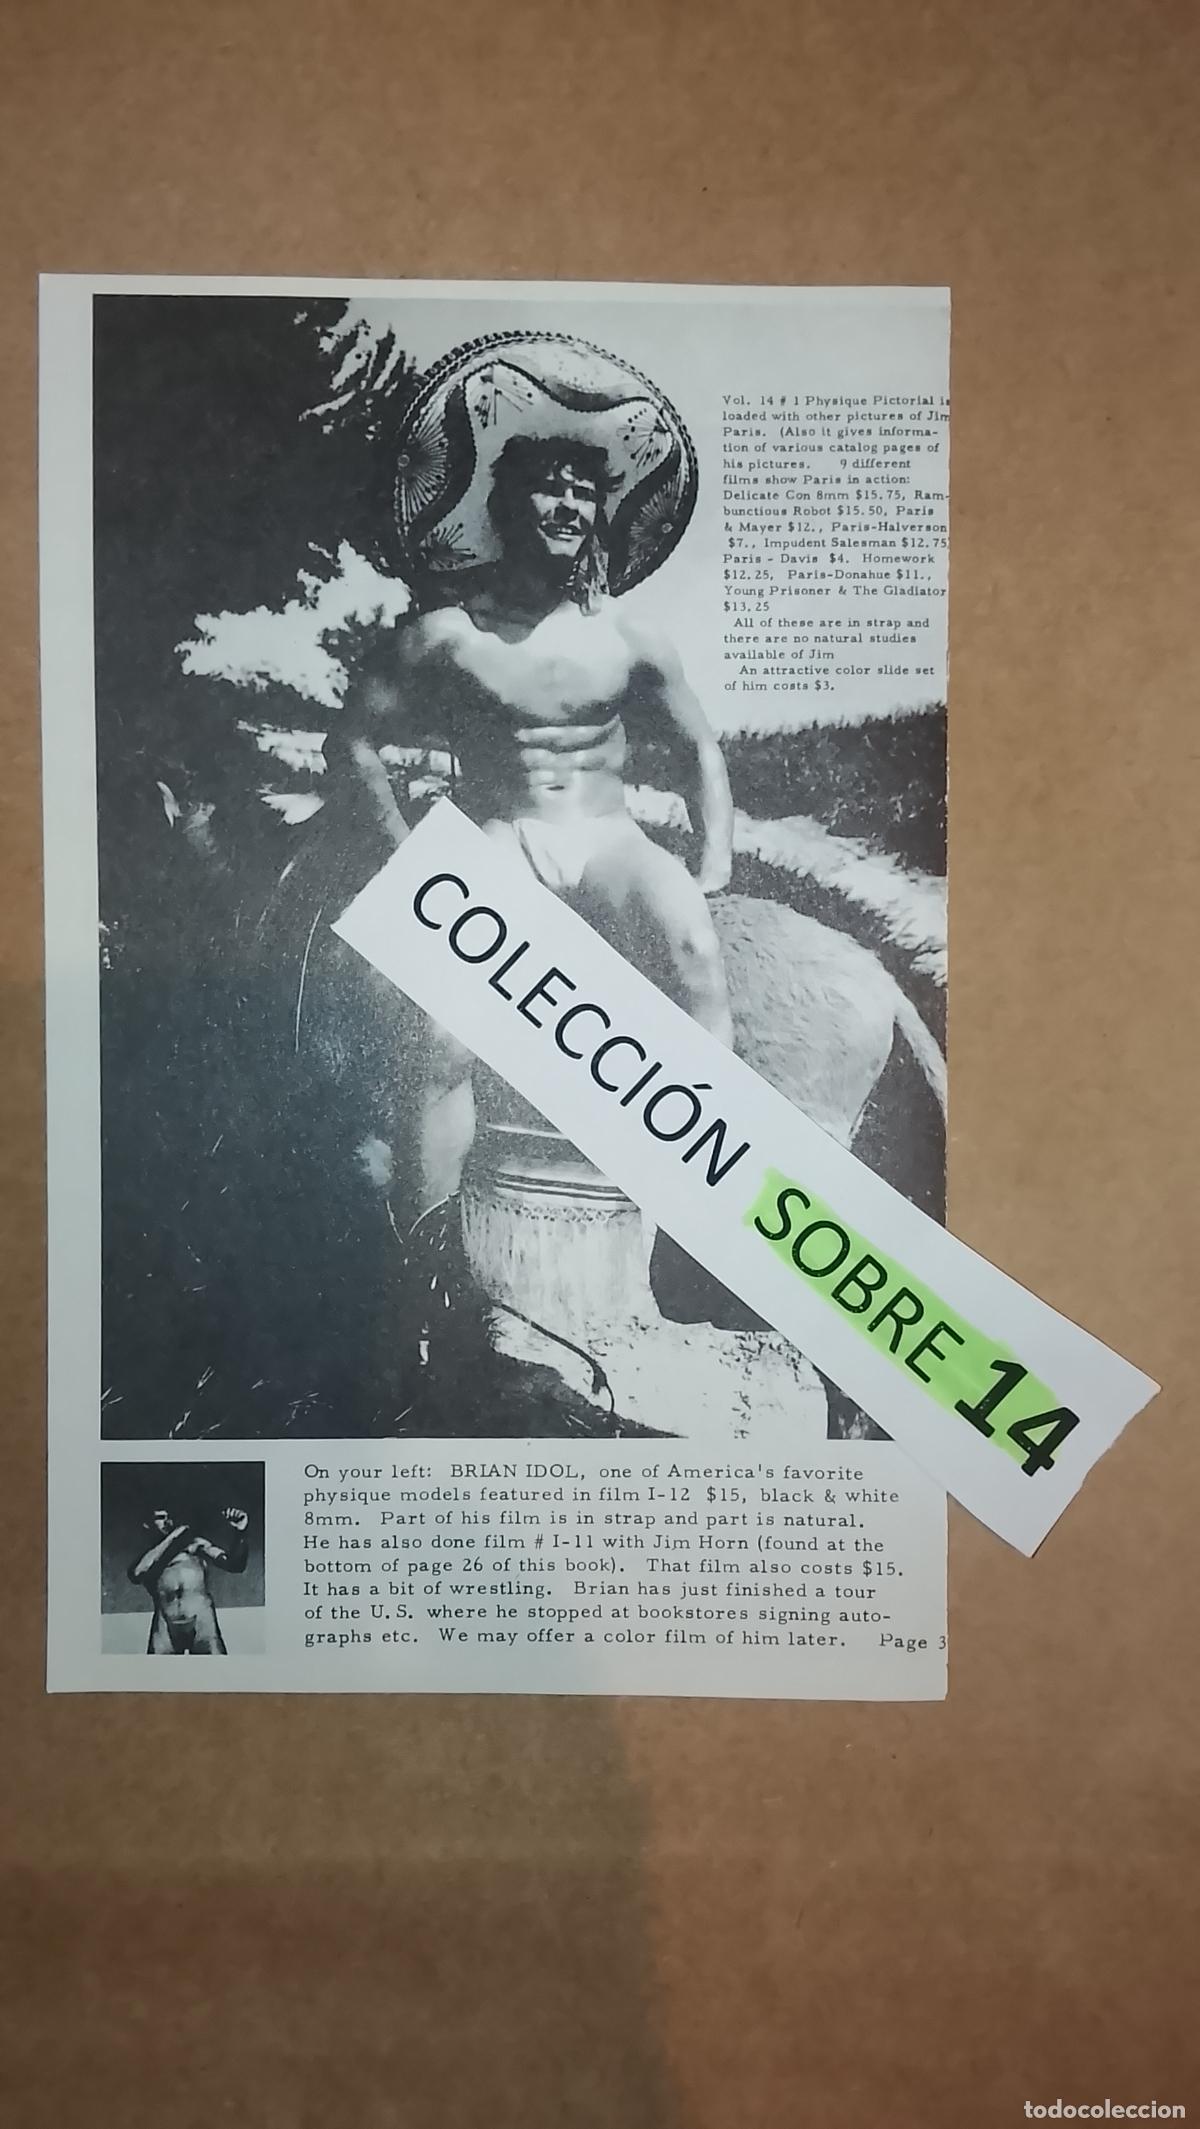 Vol. 14 # 1 Physique Pictorial is
loaded with other pictures of Jim
Paris. (Also it gives informa-
tion of various catalog pages of
his pictures. 9 different
films show Paris in action:
Delicate Con 8mm $15.75, Ram-
bunctious Robot $15.50, Paris
& Mayer $12., Paris-Halverson
$7., Impudent Salesman $12.75
Paris - Davis $4. Homework
$12.25, Paris-Donahue $11.,
Young Prisoner & The Gladiator
$13.25
All of these are in strap and
there are no natural studies
available of Jim
An attractive color slide set
of him costs $3.
COLECCIÓN SOBRE 14
On your left: BRIAN IDOL, one of America's favorite
physique models featured in film I-12 $15, black & white
8mm. Part of his film is in strap and part is natural.
He has also done film # I-11 with Jim Horn (found at the
bottom of page 26 of this book). That film also costs $15.
It has a bit of wrestling. Brian has just finished a tour
of the U.S. where he stopped at bookstores signing auto-
graphs etc. We may offer a color film of him later. Page 3
todocoleccion